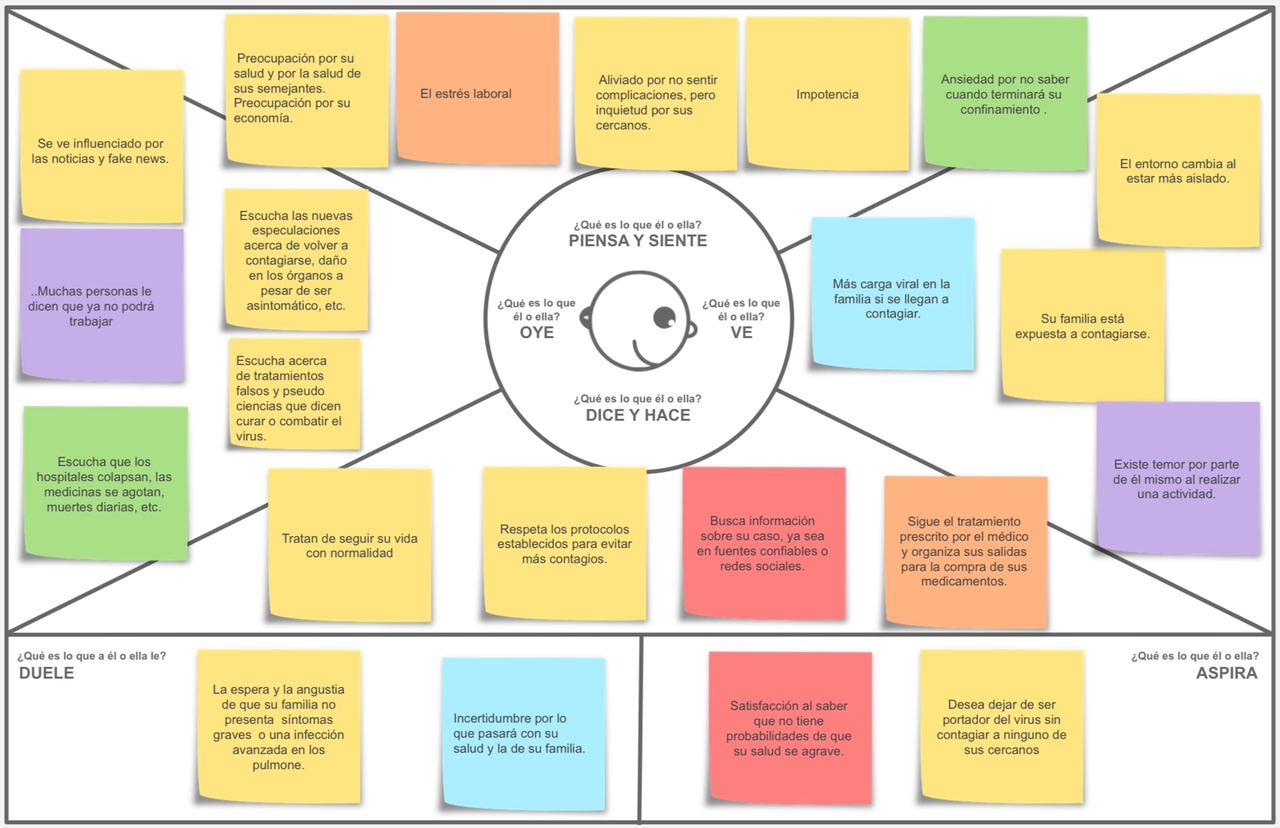 Preocupación por su
salud y por la salud de
sus semejantes.
Preocupación por su
economía.
El estrés laboral
Aliviado por no sentir
complicaciones, pero
inquietud por sus
cercanos.
Impotencia
Ansiedad por no saber
cuando terminará su
confinamiento .
Se ve influenciado por
las noticias y fake news.
..Muchas personas le
dicen que ya no podrá
trabajar
Escucha que los
hospitales colapsan, las
medicinas se agotan,
muertes diarias, etc.
Escucha las nuevas
especulaciones
acerca de volver a
contagiarse, daño
en los órganos a
pesar de ser
asintomático, etc.
Escucha acerca
de tratamientos
falsos y pseudo
ciencias que dicen
curar o combatir el
virus.
¿Qué es lo que él o ella?
PIENSA Y SIENTE
¿Qué es lo que
él o ella?
OYE
¿Qué es lo que
él o ella?
VE
¿Qué es lo que él o ella?
DICE Y HACE
El entorno cambia al
estar más aislado.
Más carga viral en la
familia si se llegan a
contagiar.
Su familia está
expuesta a contagiarse.
Existe temor por parte
de él mismo al realizar
una actividad.
Tratan de seguir su vida
con normalidad
Respeta los protocolos
establecidos para evitar
más contagios.
Busca información
sobre su caso, ya sea
en fuentes confiables o
redes sociales.
Sigue el tratamiento
prescrito por el médico
y organiza sus salidas
para la compra de sus
medicamentos.
¿Qué es lo que a él o ella le?
DUELE
La espera y la angustia
de que su familia no
presenta síntomas
graves o una infección
avanzada en los
pulmone.
Incertidumbre por lo
que pasará con su
salud y la de su familia.
¿Qué es lo que él o ella?
ASPIRA
Satisfacción al saber
que no tiene
probabilidades de que
su salud se agrave.
Desea dejar de ser
portador del virus sin
contagiar a ninguno de
sus cercanos